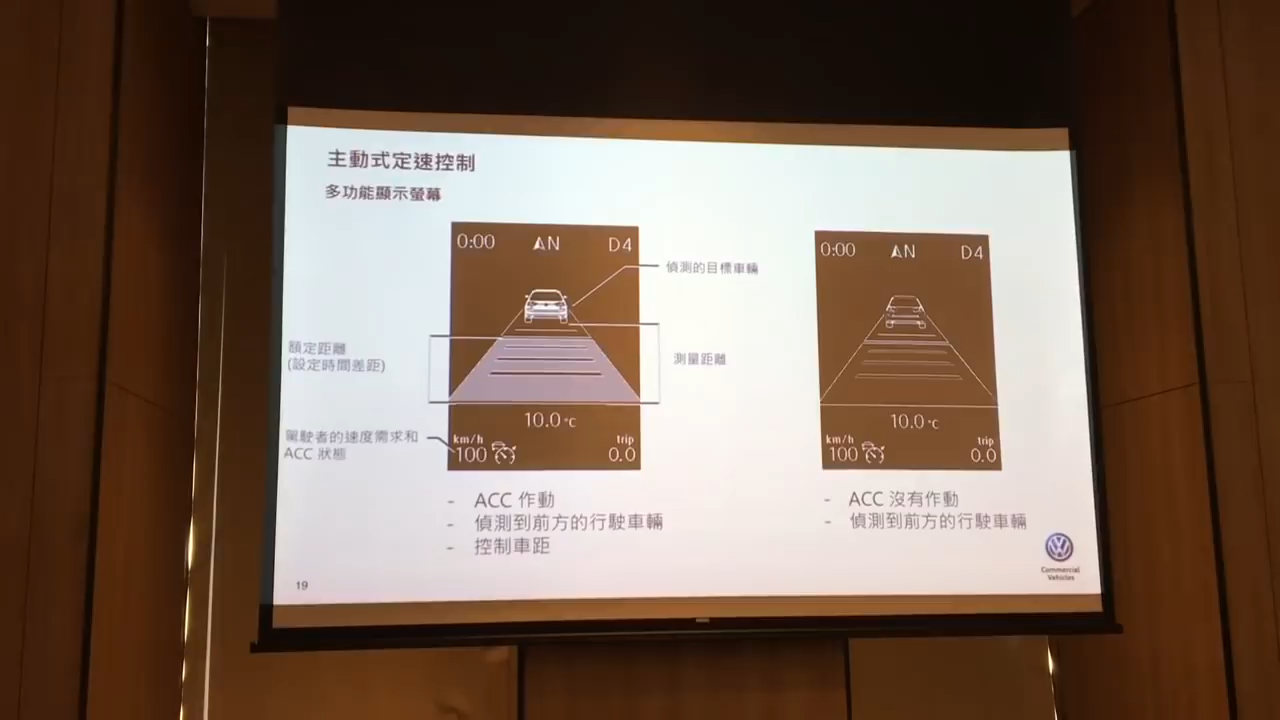 主動式定速控制
多功能顯示螢幕
0:00 N D4
偵測的目標車輛
額定距離
(設定時間差距)
測量距離
10.0 °C
駕駛者的速度需求和
ACC 狀態
km/h trip
100 0.0
- ACC 作動
- 偵測到前方的行駛車輛
- 控制車距
0:00 N D4
10.0 °C
km/h trip
100 0.0
- ACC 沒有作動
- 偵測到前方的行駛車輛
Commercial
Vehicles
19